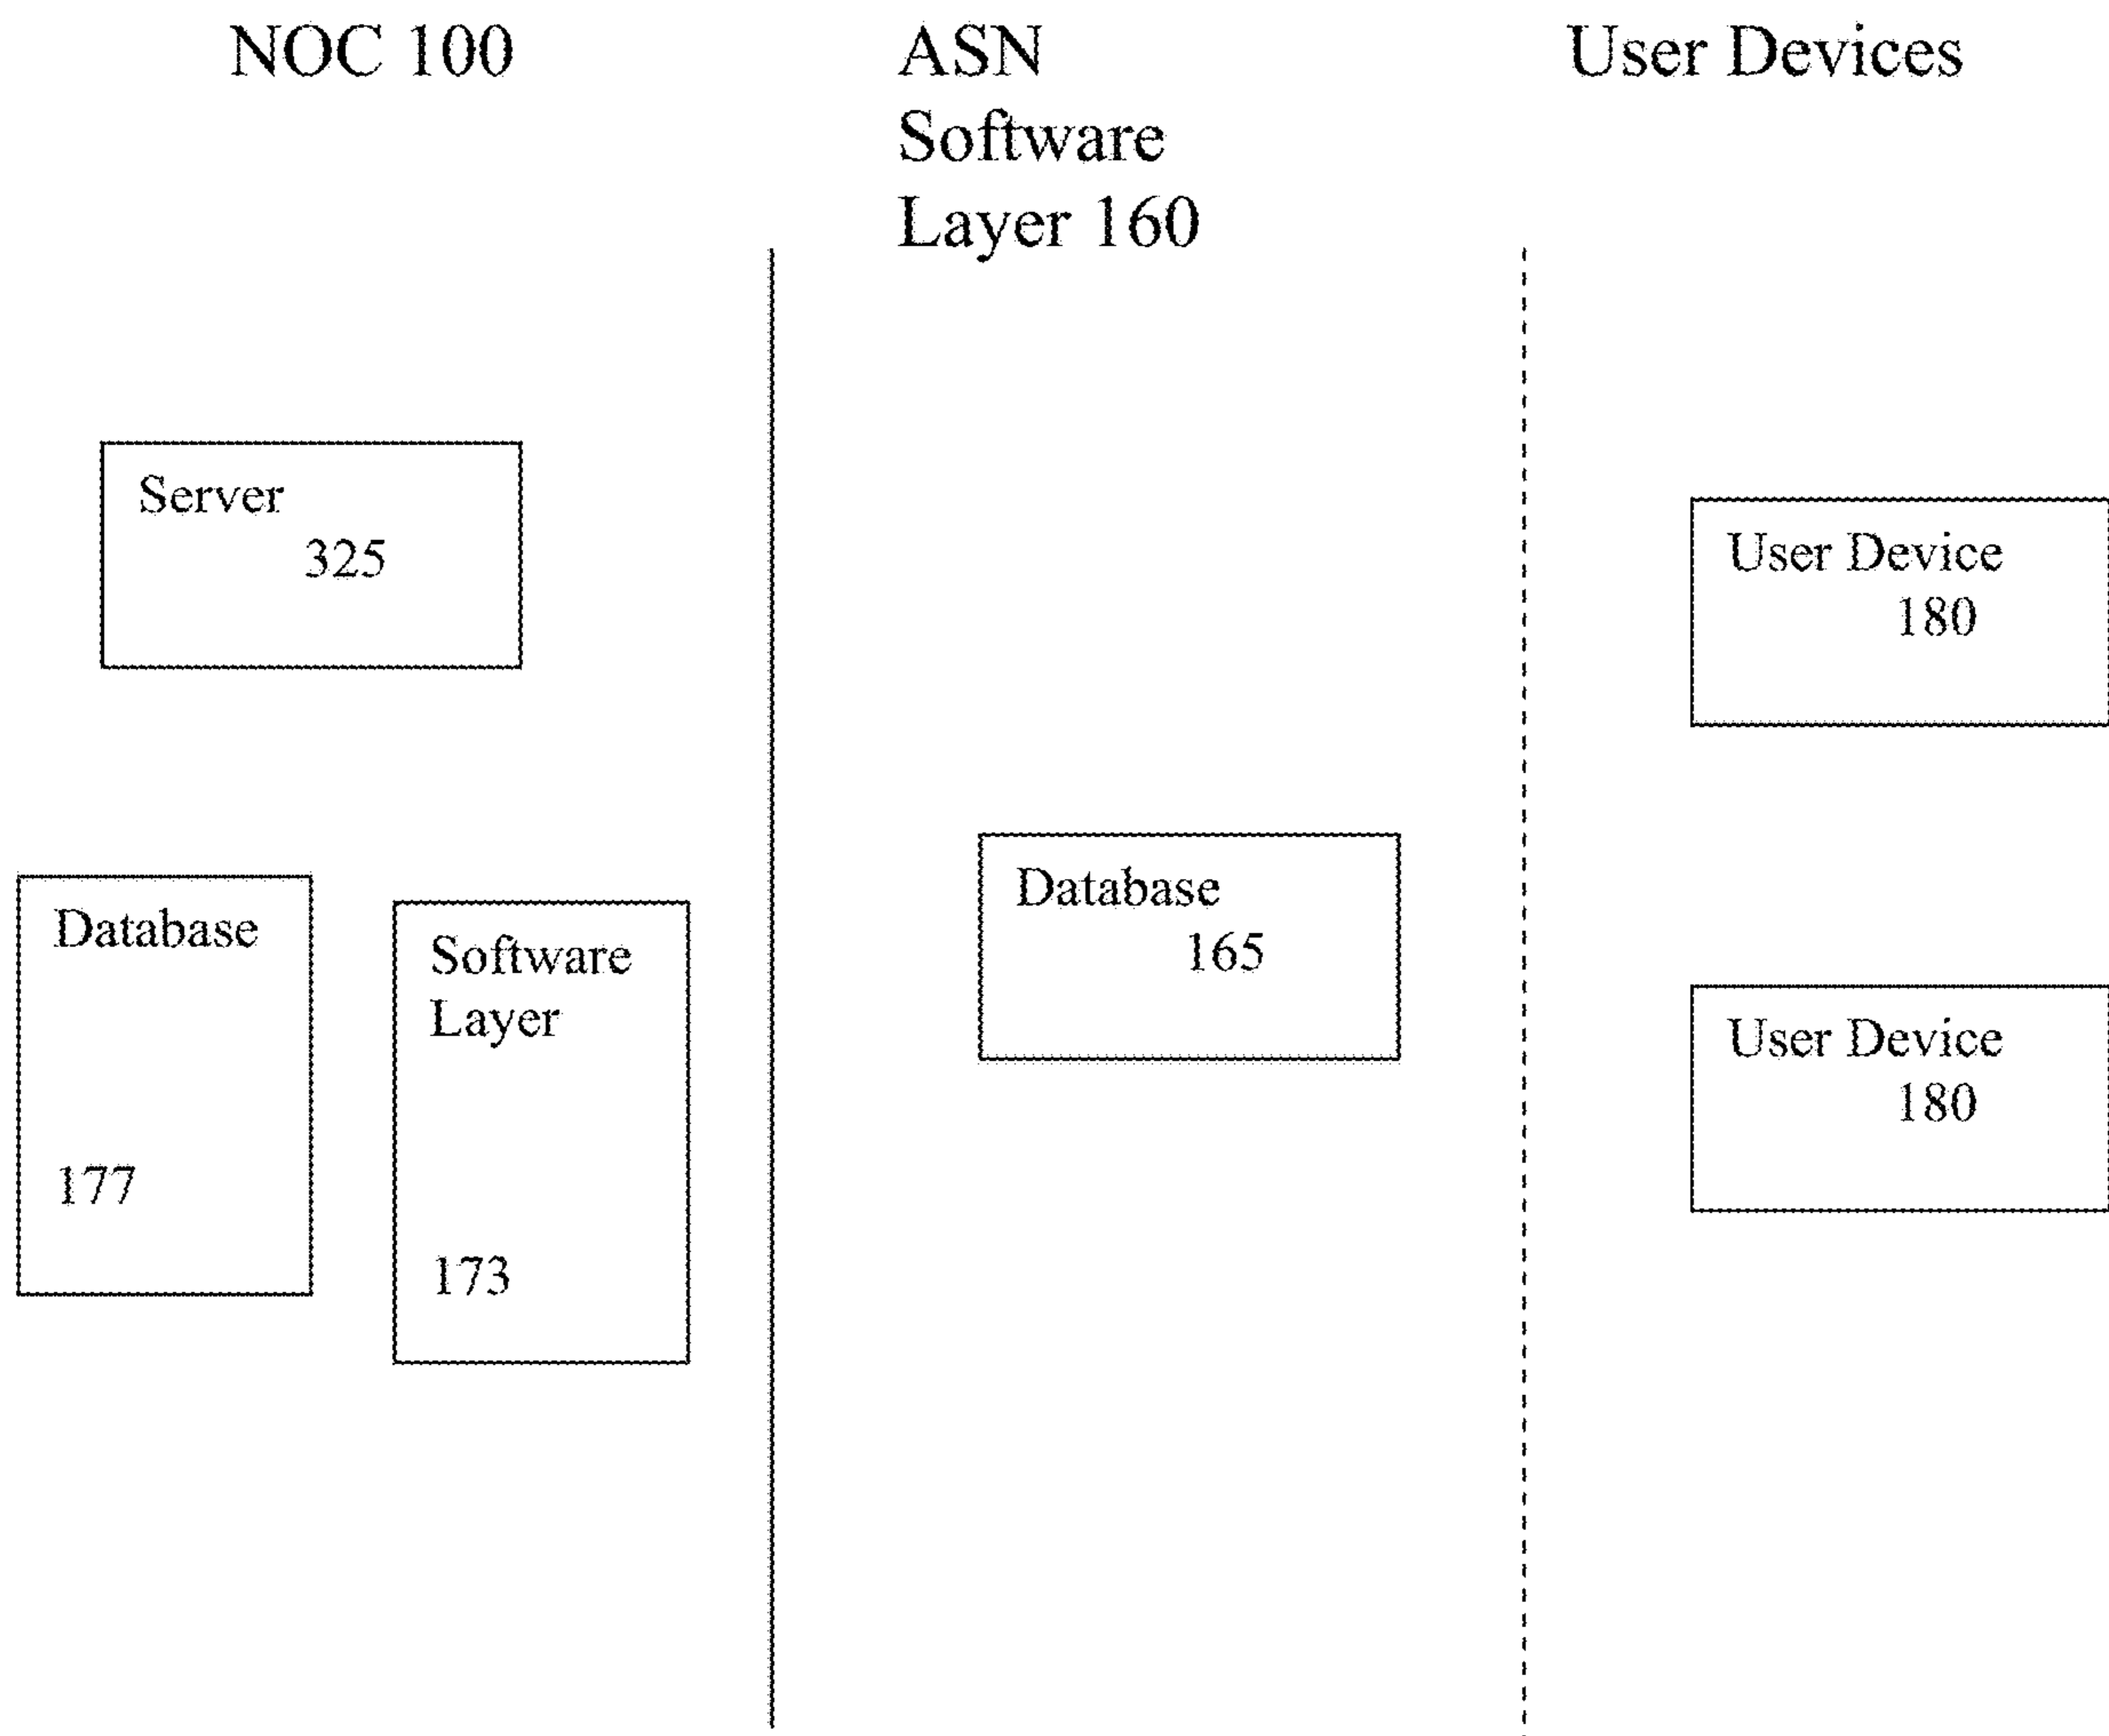 NOC 100
ASN
Software
Layer 160
User Devices
Server
325
Database
177
Software
Layer
173
Database
165
User Device
180
User Device
180